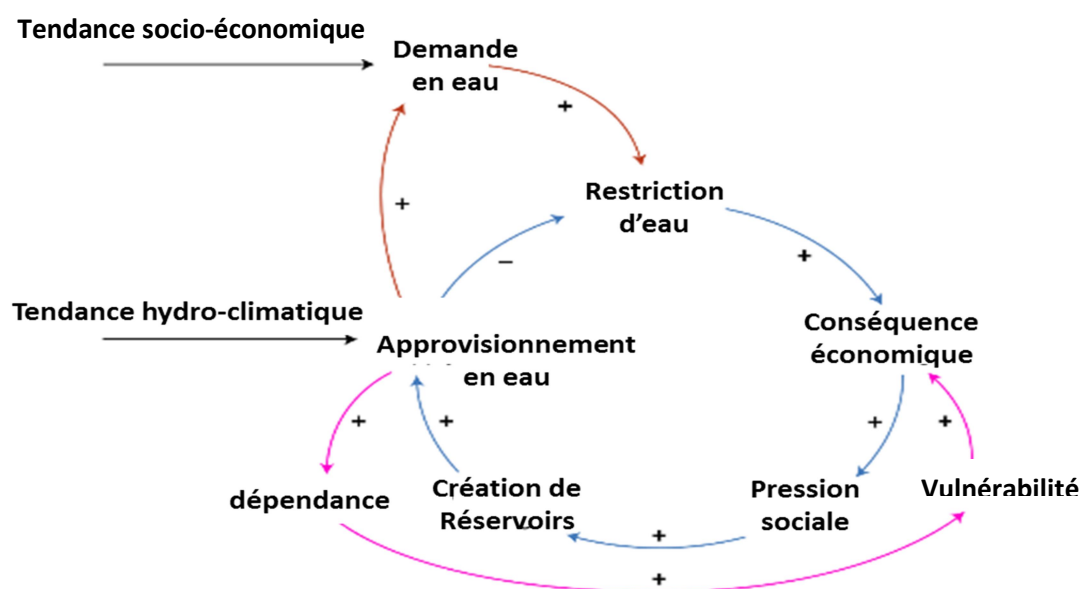 Tendance socio-économique
Demande
en eau
+
+
Restriction
d'eau
–
+
Tendance hydro-climatique
Approvisionnement
en eau
Conséquence
économique
+
+
+
+
dépendance
Création de
Réservoirs
Pression
sociale
Vulnérabilité
+
+